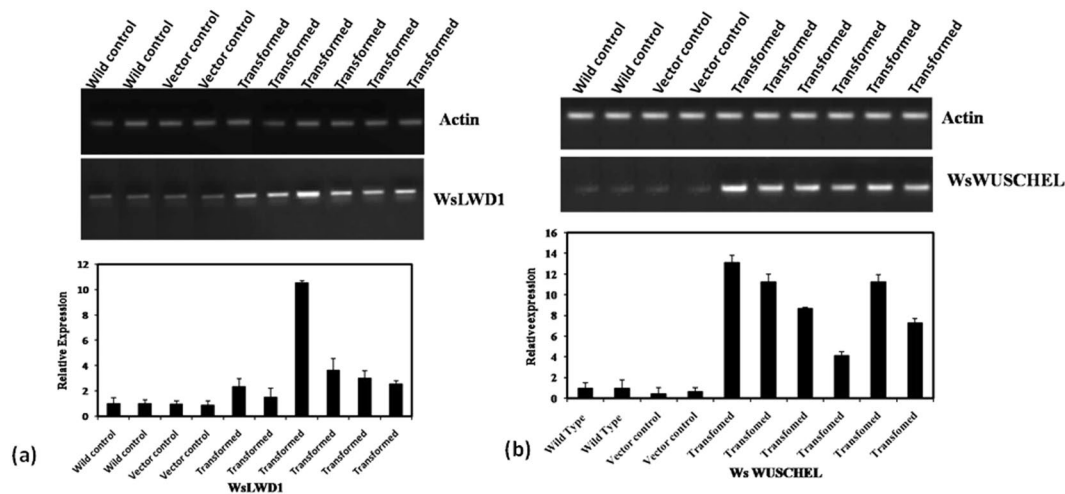 Wild control
Wild control
Vector control
Vector control
Transformed
Transformed
Transformed
Transformed
Transformed
Transformed
Actin
WsLWD1
Relative Expression
12
10
8
6
4
2
0
Wild control
Wild control
Vector control
Vector control
Transformed
Transformed
Transformed
Transformed
Transformed
Transformed
WsLWD1
(a)
Wild control
Wild control
Vector control
Vector control
Transformed
Transformed
Transformed
Transformed
Transformed
Transformed
Actin
WsWUSCHEL
Relativeexpression
16
14
12
10
8
6
4
2
0
Wild Type
Wild Type
Vector control
Vector control
Transfomed
Transfomed
Transfomed
Transfomed
Transfomed
Transfomed
Ws WUSCHEL
(b)